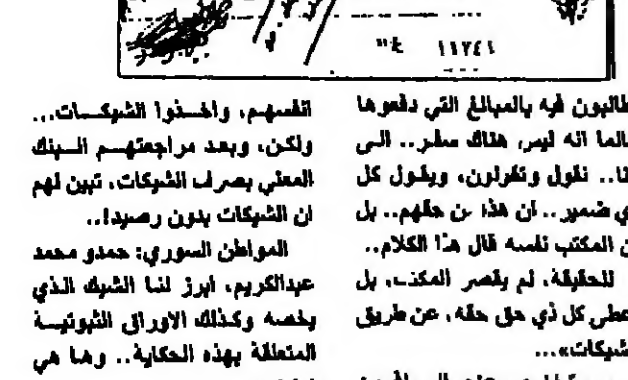 ١١٢٤١
طالبون فيه بالمبالغ التي دفعوها
طالما انه ليس هناك سفر.. الى
نا.. نقول وتقولون، ويقول كل
ي ضمير.. ان هذا من حقهم.. بل
ن المكتب نفسه قال هذا الكلام..
للحقيقة، لم يقصر المكتب، بل
عطى كل ذي حق حقه، عن طريق
شيكات»...
انفسهم، واخذوا الشيكات...
ولكن، وبعد مراجعتهم البنك
المعني بصرف الشيكات، تبين لهم
ان الشيكات بدون رصيد!..
المواطن السوري: حمدو محمد
عبدالكريم، ابرز لنا الشيك الذي
يخصه وكذلك الاوراق الثبوتية
المتعلقة بهذه الحكاية.. وها هي